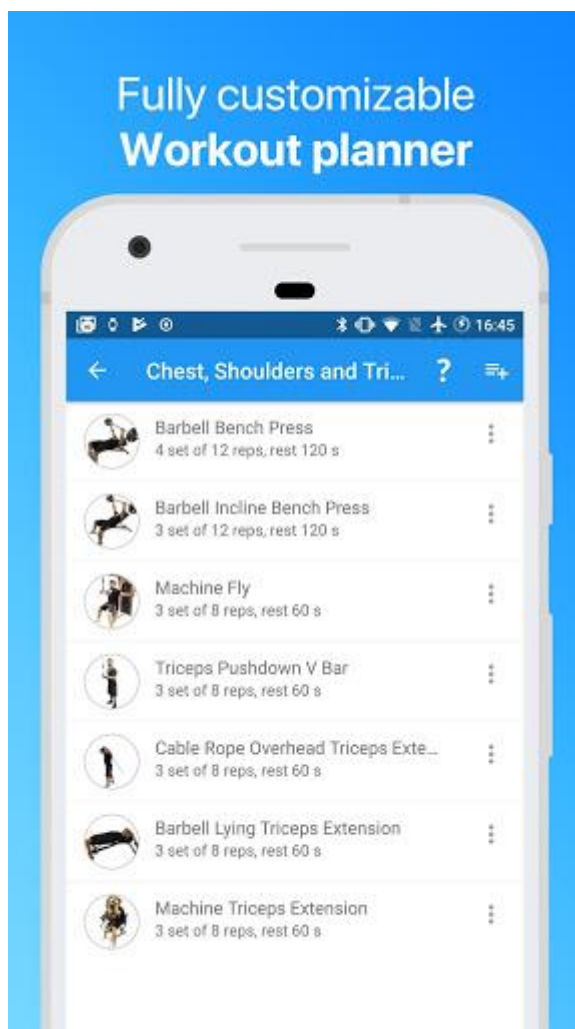 Fully customizable
Workout planner
16:45
Chest, Shoulders and Tri... ?
Barbell Bench Press
4 set of 12 reps, rest 120 s
Barbell Incline Bench Press
3 set of 12 reps, rest 120 s
Machine Fly
3 set of 8 reps, rest 60 s
Triceps Pushdown V Bar
3 set of 8 reps, rest 60 s
Cable Rope Overhead Triceps Exte...
3 set of 8 reps, rest 60 s
Barbell Lying Triceps Extension
3 set of 8 reps, rest 60 s
Machine Triceps Extension
3 set of 8 reps, rest 60 s